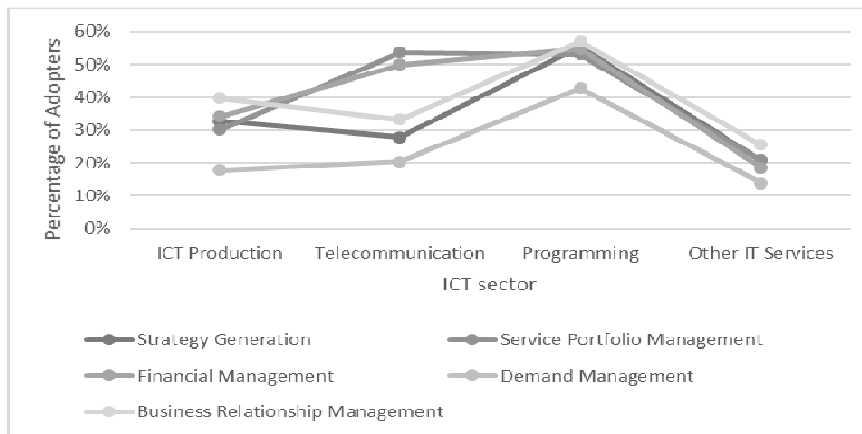 60%
50%
40%
30%
20%
10%
0%
Percentage of Adopters
ICT Production
Telecommunication
Programming
Other IT Services
ICT sector
Strategy Generation
Service Portfolio Management
Financial Management
Demand Management
Business Relationship Management